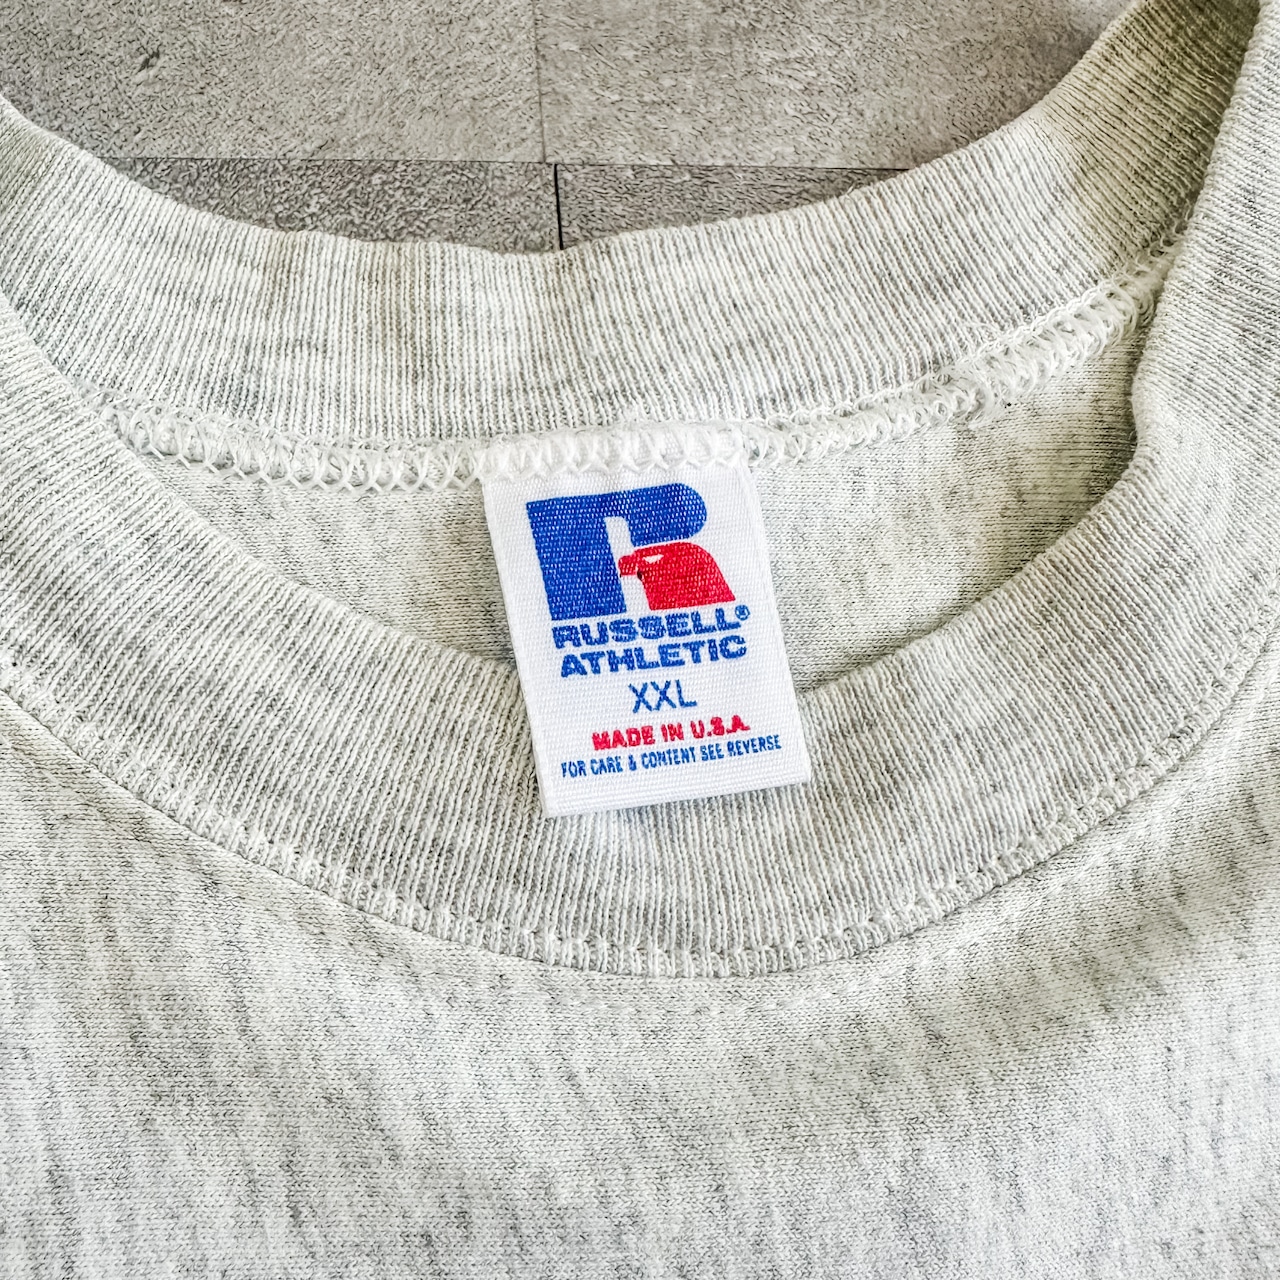 R
RUSSELL®
ATHLETIC
XXL
MADE IN U.S.A.
FOR CARE & CONTENT SEE REVERSE